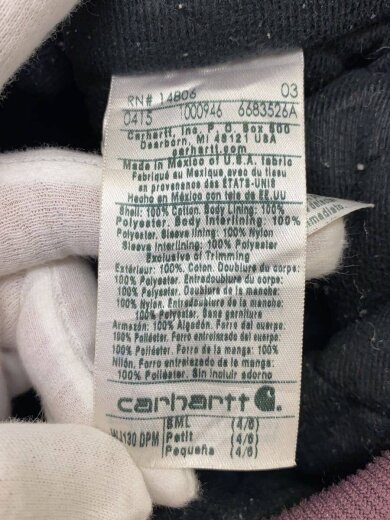 RN# 14806 03
0415 1000946 6683526A
Carhartt, Inc. P.O. Box 600
Dearborn, MI 48121 USA
carhartt.com
Made in Mexico of U.S.A. fabric
Fabriqué au Mexique avec du tissu
en provenance des ÉTATS-UNIS
Hecho en México con tela de EE.UU
Shell: 100% Cotton. Body Lining: 100%
Polyester. Body Interlining: 100%
Polyester. Sleeve Lining: 100% Nylon
Sleeve Interlining: 100% Polyester
Exclusive of Trimming
Extérieur: 100% Coton. Doublure du corps:
100% Polyester. Entredoublure du corps:
100% Polyester. Doublure de la manche:
100% Nylon. Entredoublure de la manche:
100% Polyester. Sans garniture
Armazón: 100% Algodón. Forro del cuerpo:
100% Poliéster. Forro entrelazado del cuerpo:
100% Poliéster. Forro de la manga: 100%
Nilón. Forro entrelazado de la manga:
100% Poliéster. Sin incluir adorno
carhartt
SML (4/6)
WJ130 DPM Petit (4/6)
Pequeña (4/6)